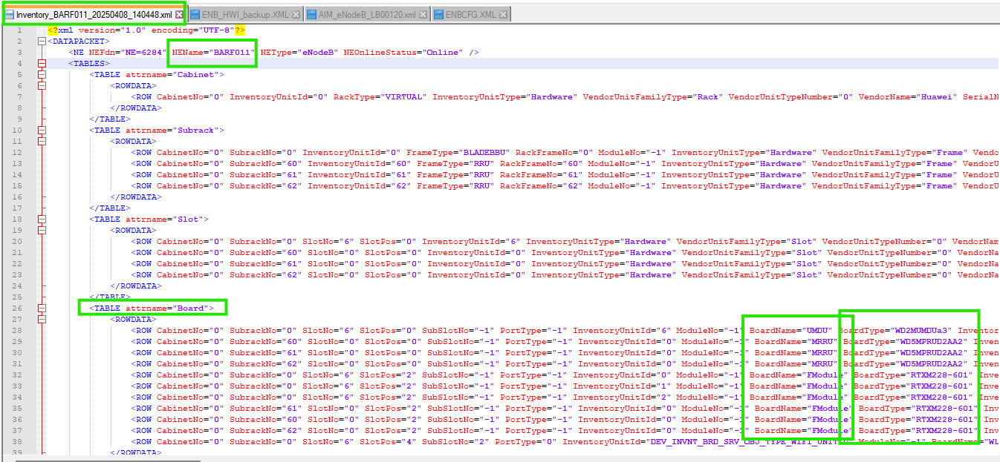 Inventory_BARF011_20250408_140448.xml ENB_HWI_backup.XML AIM_eNodeB_LB00120.xml ENBCFG.XML
1 <?xml version="1.0" encoding="UTF-8"?>
2 <DATAPACKET>
3 <NE NEFdn="NE=6284" NEName="BARF011" NEType="eNodeB" NEOnlineStatus="Online" />
4 <TABLES>
5 <TABLE attrname="Cabinet">
6 <ROWDATA>
7 <ROW CabinetNo="0" InventoryUnitId="0" RackType="VIRTUAL" InventoryUnitType="Hardware" VendorUnitFamilyType="Rack" VendorUnitTypeNumber="0" VendorName="Huawei" SerialN
8 </ROWDATA>
9 </TABLE>
10 <TABLE attrname="Subrack">
11 <ROWDATA>
12 <ROW CabinetNo="0" SubrackNo="0" InventoryUnitId="0" FrameType="BLADEBBU" RackFrameNo="0" ModuleNo="-1" InventoryUnitType="Hardware" VendorUnitFamilyType="Frame" Vendo
13 <ROW CabinetNo="0" SubrackNo="60" InventoryUnitId="60" FrameType="RRU" RackFrameNo="60" ModuleNo="-1" InventoryUnitType="Hardware" VendorUnitFamilyType="Frame" VendorU
14 <ROW CabinetNo="0" SubrackNo="61" InventoryUnitId="61" FrameType="RRU" RackFrameNo="61" ModuleNo="-1" InventoryUnitType="Hardware" VendorUnitFamilyType="Frame" VendorU
15 <ROW CabinetNo="0" SubrackNo="62" InventoryUnitId="62" FrameType="RRU" RackFrameNo="62" ModuleNo="-1" InventoryUnitType="Hardware" VendorUnitFamilyType="Frame" VendorU
16 </ROWDATA>
17 </TABLE>
18 <TABLE attrname="Slot">
19 <ROWDATA>
20 <ROW CabinetNo="0" SubrackNo="0" SlotNo="6" SlotPos="0" InventoryUnitId="6" InventoryUnitType="Hardware" VendorUnitFamilyType="Slot" VendorUnitTypeNumber="0" VendorNam
21 <ROW CabinetNo="0" SubrackNo="60" SlotNo="0" SlotPos="0" InventoryUnitId="0" InventoryUnitType="Hardware" VendorUnitFamilyType="Slot" VendorUnitTypeNumber="0" VendorNa
22 <ROW CabinetNo="0" SubrackNo="61" SlotNo="0" SlotPos="0" InventoryUnitId="0" InventoryUnitType="Hardware" VendorUnitFamilyType="Slot" VendorUnitTypeNumber="0" VendorNa
23 <ROW CabinetNo="0" SubrackNo="62" SlotNo="0" SlotPos="0" InventoryUnitId="0" InventoryUnitType="Hardware" VendorUnitFamilyType="Slot" VendorUnitTypeNumber="0" VendorNa
24 </ROWDATA>
25 </TABLE>
26 <TABLE attrname="Board">
27 <ROWDATA>
28 <ROW CabinetNo="0" SubrackNo="0" SlotNo="6" SlotPos="0" SubSlotNo="-1" PortType="-1" InventoryUnitId="6" ModuleNo="-1" BoardName="UMDU" BoardType="WD2MUMDUa3" Inventor
29 <ROW CabinetNo="0" SubrackNo="60" SlotNo="0" SlotPos="0" SubSlotNo="-1" PortType="-1" InventoryUnitId="0" ModuleNo="-1" BoardName="MRRU" BoardType="WD5MPRUD2AA2" Inven
30 <ROW CabinetNo="0" SubrackNo="61" SlotNo="0" SlotPos="0" SubSlotNo="-1" PortType="-1" InventoryUnitId="0" ModuleNo="-1" BoardName="MRRU" BoardType="WD5MPRUD2AA2" Inven
31 <ROW CabinetNo="0" SubrackNo="62" SlotNo="0" SlotPos="0" SubSlotNo="-1" PortType="-1" InventoryUnitId="0" ModuleNo="-1" BoardName="MRRU" BoardType="WD5MPRUD2AA2" Inven
32 <ROW CabinetNo="0" SubrackNo="0" SlotNo="6" SlotPos="2" SubSlotNo="-1" PortType="-1" InventoryUnitId="0" ModuleNo="-1" BoardName="FModule" BoardType="RTXM228-601" Inve
33 <ROW CabinetNo="0" SubrackNo="0" SlotNo="6" SlotPos="2" SubSlotNo="-1" PortType="-1" InventoryUnitId="1" ModuleNo="-1" BoardName="FModule" BoardType="RTXM228-601" Inve
34 <ROW CabinetNo="0" SubrackNo="0" SlotNo="6" SlotPos="2" SubSlotNo="-1" PortType="-1" InventoryUnitId="2" ModuleNo="-1" BoardName="FModule" BoardType="RTXM228-601" Inve
35 <ROW CabinetNo="0" SubrackNo="61" SlotNo="0" SlotPos="2" SubSlotNo="-1" PortType="-1" InventoryUnitId="0" ModuleNo="-1" BoardName="FModule" BoardType="RTXM228-601" Inv
36 <ROW CabinetNo="0" SubrackNo="60" SlotNo="0" SlotPos="2" SubSlotNo="-1" PortType="-1" InventoryUnitId="0" ModuleNo="-1" BoardName="FModule" BoardType="RTXM228-601" Inv
37 <ROW CabinetNo="0" SubrackNo="62" SlotNo="0" SlotPos="2" SubSlotNo="-1" PortType="-1" InventoryUnitId="0" ModuleNo="-1" BoardName="FModule" BoardType="RTXM228-601" Inv
38 <ROW CabinetNo="0" SubrackNo="0" SlotNo="6" SlotPos="4" SubSlotNo="2" PortType="0" InventoryUnitId="DEV_INVNT_BRD_SRV_OBJ_TYPE_WIFI_UNIT ModuleNo="-1" BoardName="WL
39 </ROWDATA>